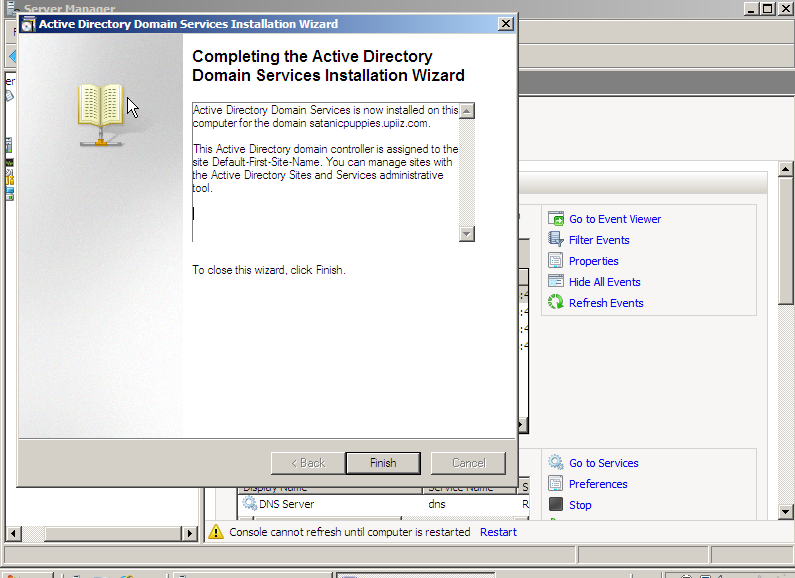 Server Manager
Active Directory Domain Services Installation Wizard
Completing the Active Directory
Domain Services Installation Wizard
Active Directory Domain Services is now installed on this
computer for the domain satanicpuppies.upiiz.com.
This Active Directory domain controller is assigned to the
site Default-First-Site-Name. You can manage sites with
the Active Directory Sites and Services administrative
tool.
To close this wizard, click Finish.
< Back
Finish
Cancel
Go to Event Viewer
Filter Events
Properties
Hide All Events
Refresh Events
Go to Services
Preferences
Stop
Display Name
Service Name
DNS Server
dns
Console cannot refresh until computer is restarted
Restart